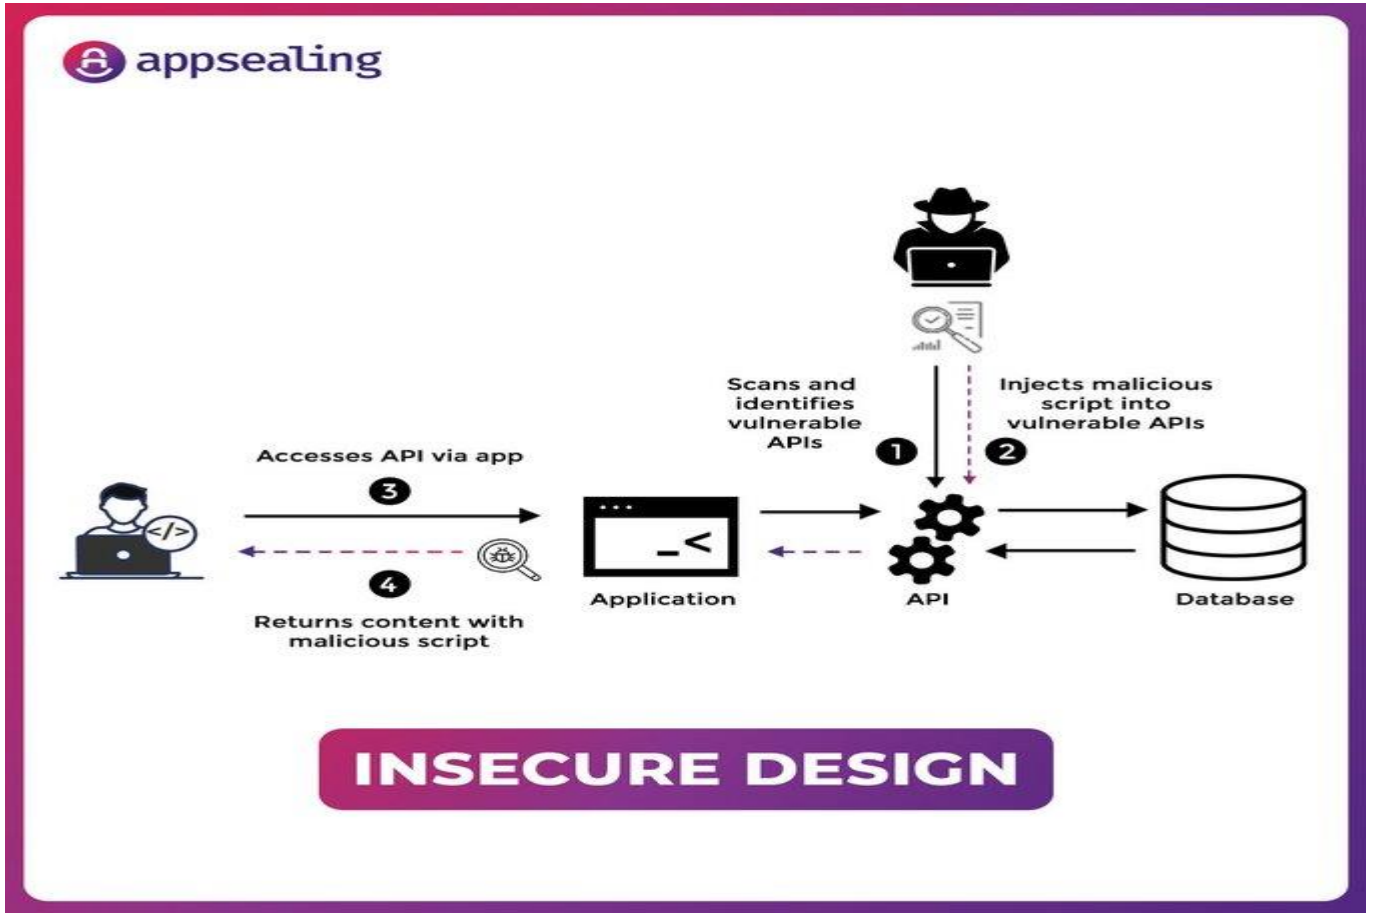 appsealing
Scans and
identifies
vulnerable
APIs
1
Injects malicious
script into
vulnerable APIs
2
Accesses API via app
3
</>
_<
4
Returns content with
malicious script
Application
API
Database
INSECURE DESIGN